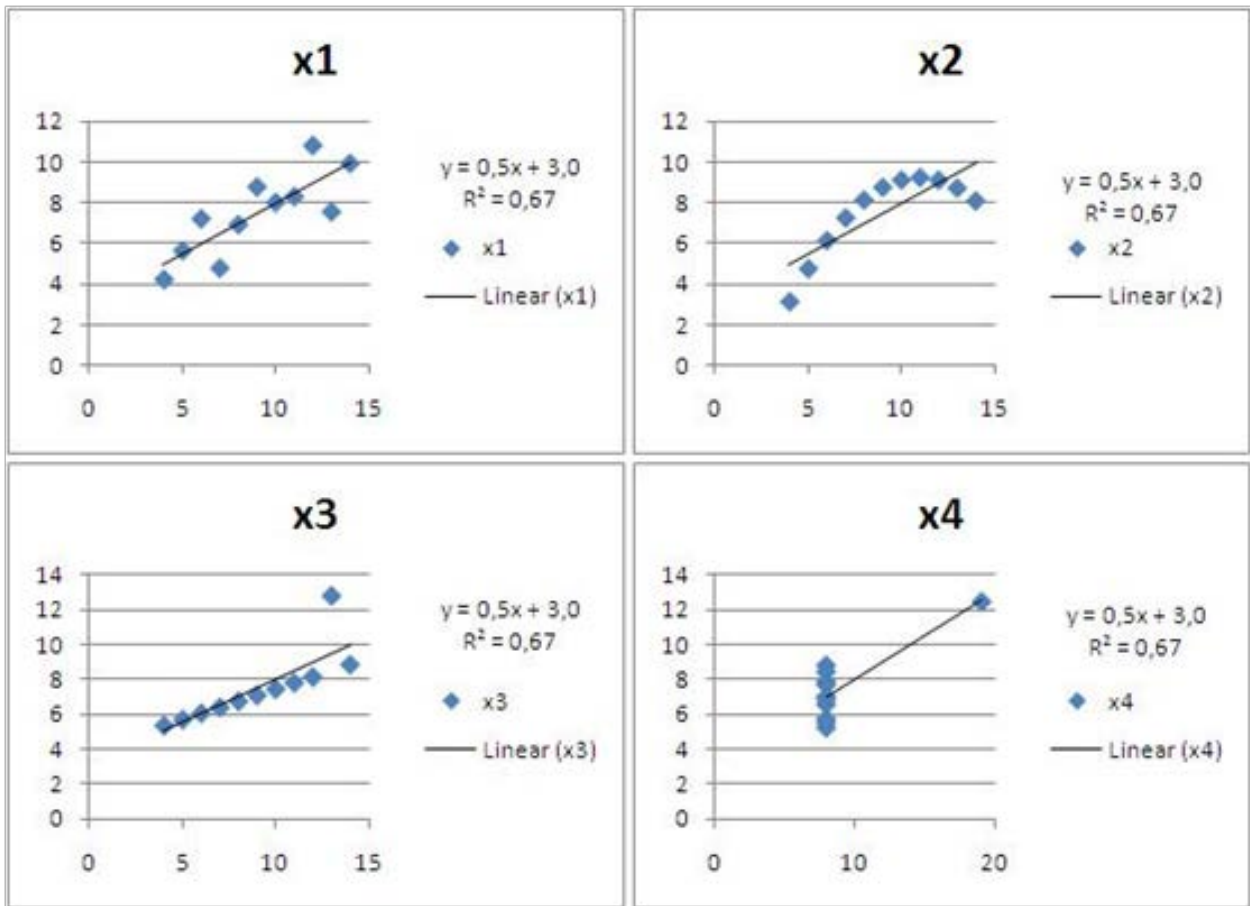 x1
12
10
8
6
4
2
0
0 5 10 15
y = 0,5x + 3,0
R² = 0,67
x1
Linear (x1)
x2
12
10
8
6
4
2
0
0 5 10 15
y = 0,5x + 3,0
R² = 0,67
x2
Linear (x2)
x3
14
12
10
8
6
4
2
0
0 5 10 15
y = 0,5x + 3,0
R² = 0,67
x3
Linear (x3)
x4
14
12
10
8
6
4
2
0
0 10 20
y = 0,5x + 3,0
R² = 0,67
x4
Linear (x4)